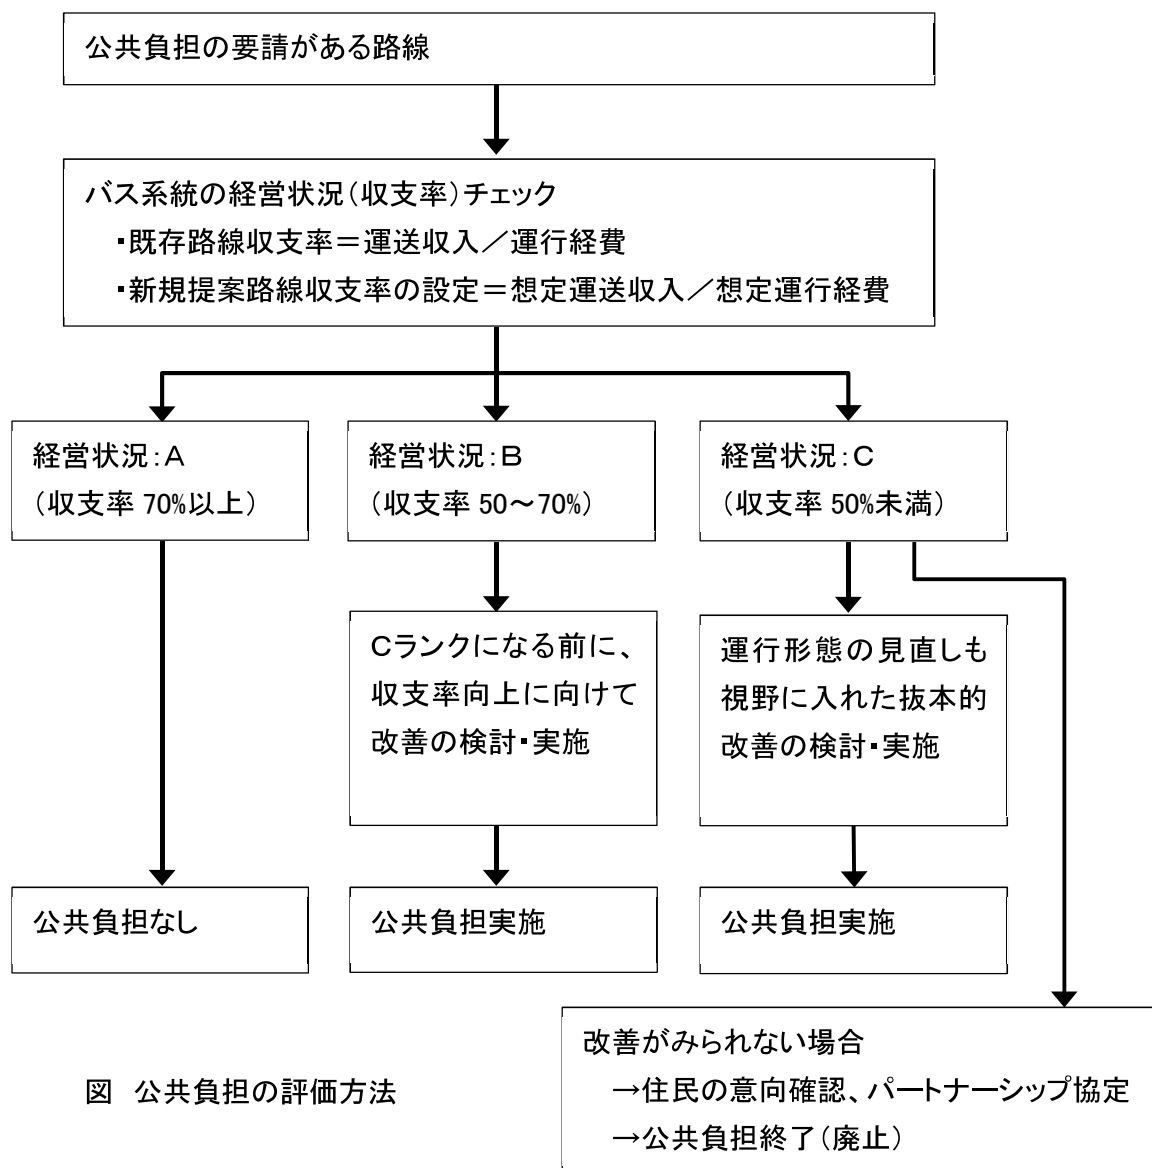 公共負担の要請がある路線
バス系統の経営状況(収支率)チェック
・既存路線収支率=運送収入/運行経費
・新規提案路線収支率の設定=想定運送収入/想定運行経費
経営状況:A
(収支率 70%以上)
経営状況:B
(収支率 50~70%)
経営状況:C
(収支率 50%未満)
Cランクになる前に、
収支率向上に向けて
改善の検討・実施
運行形態の見直しも
視野に入れた抜本的
改善の検討・実施
公共負担なし
公共負担実施
公共負担実施
改善がみられない場合
→住民の意向確認、パートナーシップ協定
→公共負担終了(廃止)
図 公共負担の評価方法